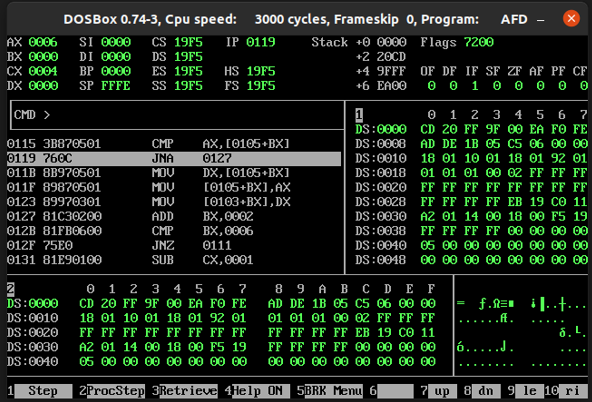 DOSBox 0.74-3, Cpu speed: 3000 cycles, Frameskip 0, Program: AFD
AX 0006 SI 0000 CS 19F5 IP 0119 Stack +0 0000 Flags 7200
BX 0000 DI 0000 DS 19F5 +2 20CD
CX 0004 BP 0000 ES 19F5 HS 19F5 +4 9FFF OF DF IF SF ZF AF PF CF
DX 0000 SP FFFE SS 19F5 FS 19F5 +6 EA00 0 0 1 0 0 0 0 0
CMD >
0115 3B870501 CMP AX,[0105+BX]
0119 760C JNA 0127
011B 8B970501 MOV DX,[0105+BX]
011F 89870501 MOV [0105+BX],AX
0123 89970301 MOV [0103+BX],DX
0127 81C30200 ADD BX,0002
012B 81FB0600 CMP BX,0006
012F 75E0 JNZ 0111
0131 81E90100 SUB CX,0001
1 0 1 2 3 4 5 6 7
DS:0000 CD 20 FF 9F 00 EA F0 FE
DS:0008 AD DE 1B 05 C5 06 00 00
DS:0010 18 01 10 01 18 01 92 01
DS:0018 01 01 01 00 02 FF FF FF
DS:0020 FF FF FF FF FF FF FF FF
DS:0028 FF FF FF FF EB 19 C0 11
DS:0030 A2 01 14 00 18 00 F5 19
DS:0038 FF FF FF FF 00 00 00 00
DS:0040 05 00 00 00 00 00 00 00
DS:0048 00 00 00 00 00 00 00 00
2 0 1 2 3 4 5 6 7 8 9 A B C D E F
DS:0000 CD 20 FF 9F 00 EA F0 FE AD DE 1B 05 C5 06 00 00
DS:0010 18 01 10 01 18 01 92 01 01 01 01 00 02 FF FF FF
DS:0020 FF FF FF FF FF FF FF FF FF FF FF FF EB 19 C0 11
DS:0030 A2 01 14 00 18 00 F5 19 FF FF FF FF 00 00 00 00
DS:0040 05 00 00 00 00 00 00 00 00 00 00 00 00 00 00 00
1 Step 2 ProcStep 3 Retrieve 4 Help ON 5 BRK Menu 6 7 up 8 dn 9 le 10 ri